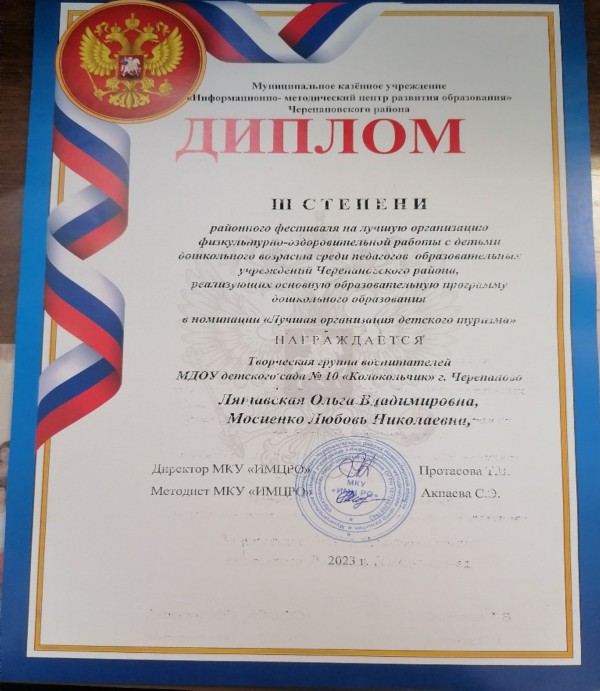 Муниципальное казённое учреждение
«Информационно- методический центр развития образования»
Черепановского района
ДИПЛОМ
III СТЕПЕНИ
районного фестиваля на лучшую организацию
физкультурно-оздоровительной работы с детьми
дошкольного возраста среди педагогов образовательных
учреждений Черепановского района,
реализующих основную образовательную программу
дошкольного образования
в номинации «Лучшая организация детского туризма»
НАГРАЖДАЕТСЯ
Творческая группа воспитателей
МДОУ детского сада № 10 «Колокольчик» г. Черепаново
Ольга Владимировна,
Мосиенко Любовь Николаевна,
Директор МКУ «ИМЦРО» Протасова Т.В.
Методист МКУ «ИМЦРО» Акпаева С.Э.
МКУ
«ИМЦРО»
2023 г.